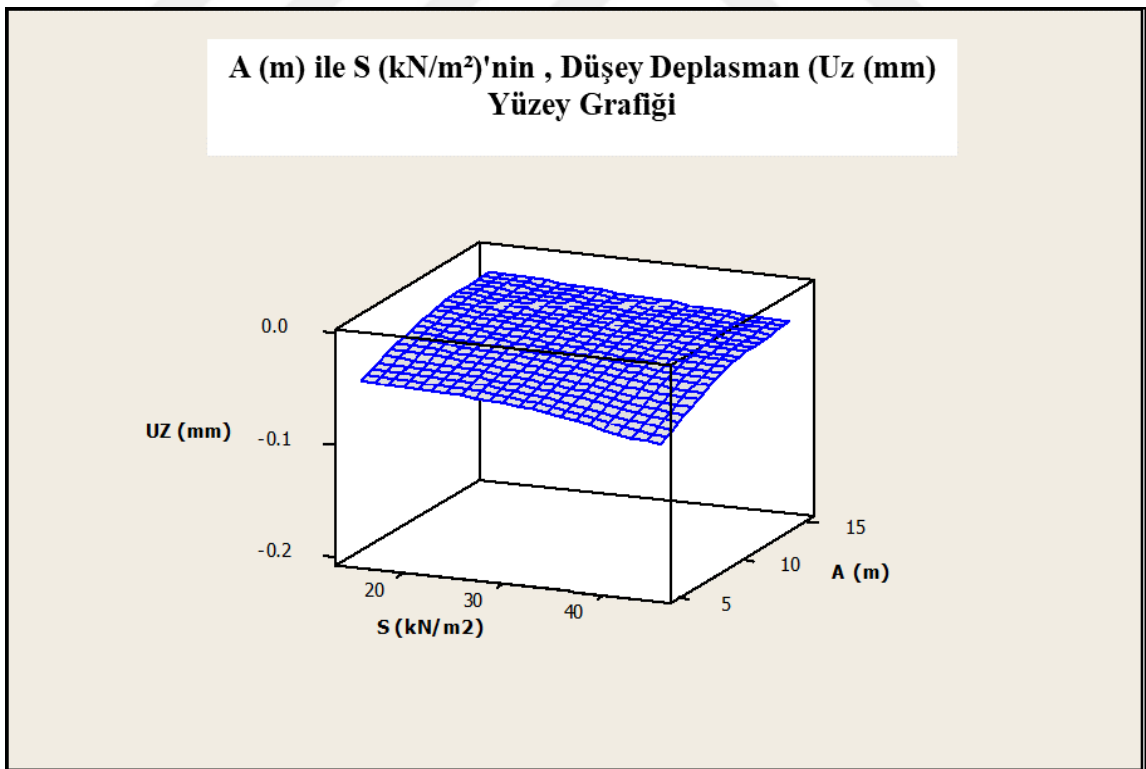 A (m) ile S (kN/m²)'nin , Düşey Deplasman (Uz (mm)
Yüzey Grafiği
0.0
UZ (mm)
-0.1
-0.2
20
30
40
S (kN/m2)
5
10
15
A (m)